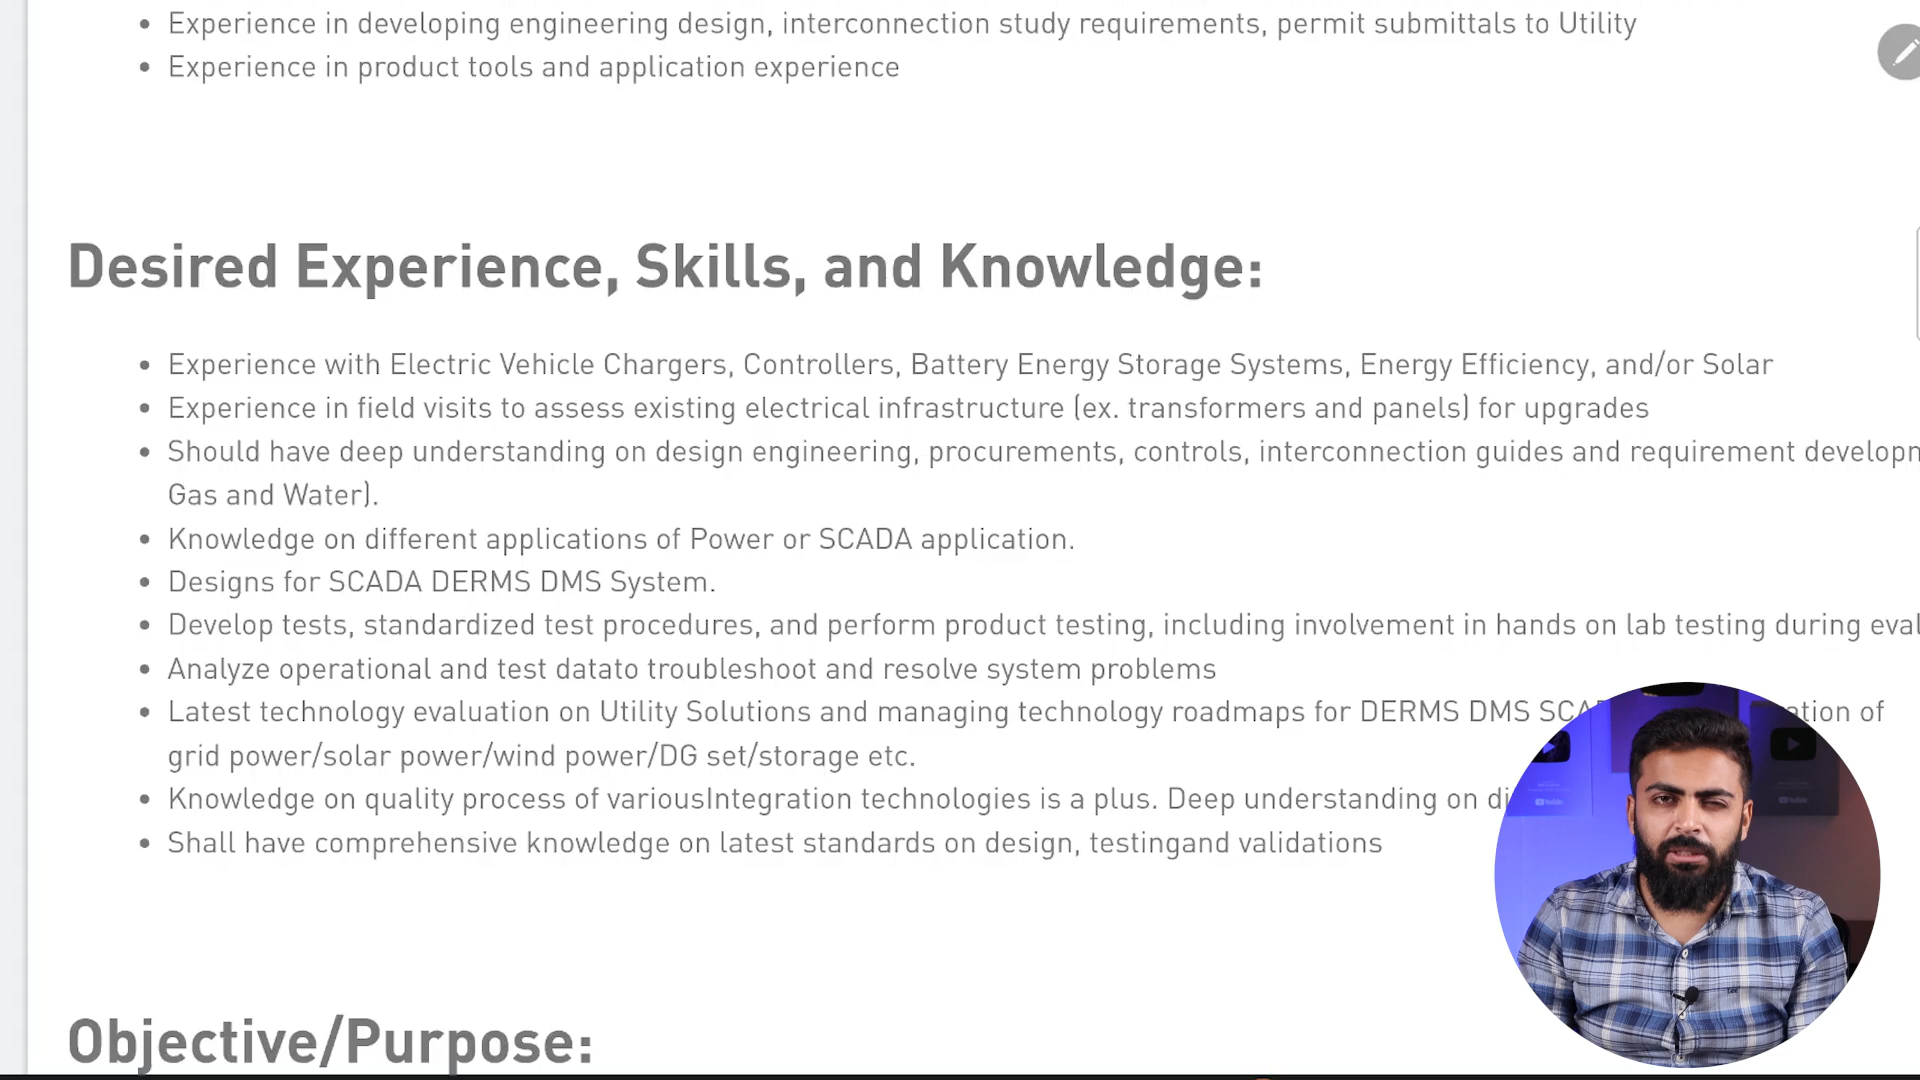 • Experience in developing engineering design, interconnection study requirements, permit submittals to Utility
• Experience in product tools and application experience
Desired Experience, Skills, and Knowledge:
• Experience with Electric Vehicle Chargers, Controllers, Battery Energy Storage Systems, Energy Efficiency, and/or Solar
• Experience in field visits to assess existing electrical infrastructure (ex. transformers and panels) for upgrades
• Should have deep understanding on design engineering, procurements, controls, interconnection guides and requirement
Gas and Water).
• Knowledge on different applications of Power or SCADA application.
• Designs for SCADA DERMS DMS System.
• Develop tests, standardized test procedures, and perform product testing, including involvement in hands on lab testing during
• Analyze operational and test datato troubleshoot and resolve system problems
• Latest technology evaluation on Utility Solutions and managing technology roadmaps for DERMS DMS of
grid power/solar power/wind power/DG set/storage etc.
• Knowledge on quality process of variousIntegration technologies is a plus. Deep understanding on
• Shall have comprehensive knowledge on latest standards on design, testingand validations
Objective/Purpose: